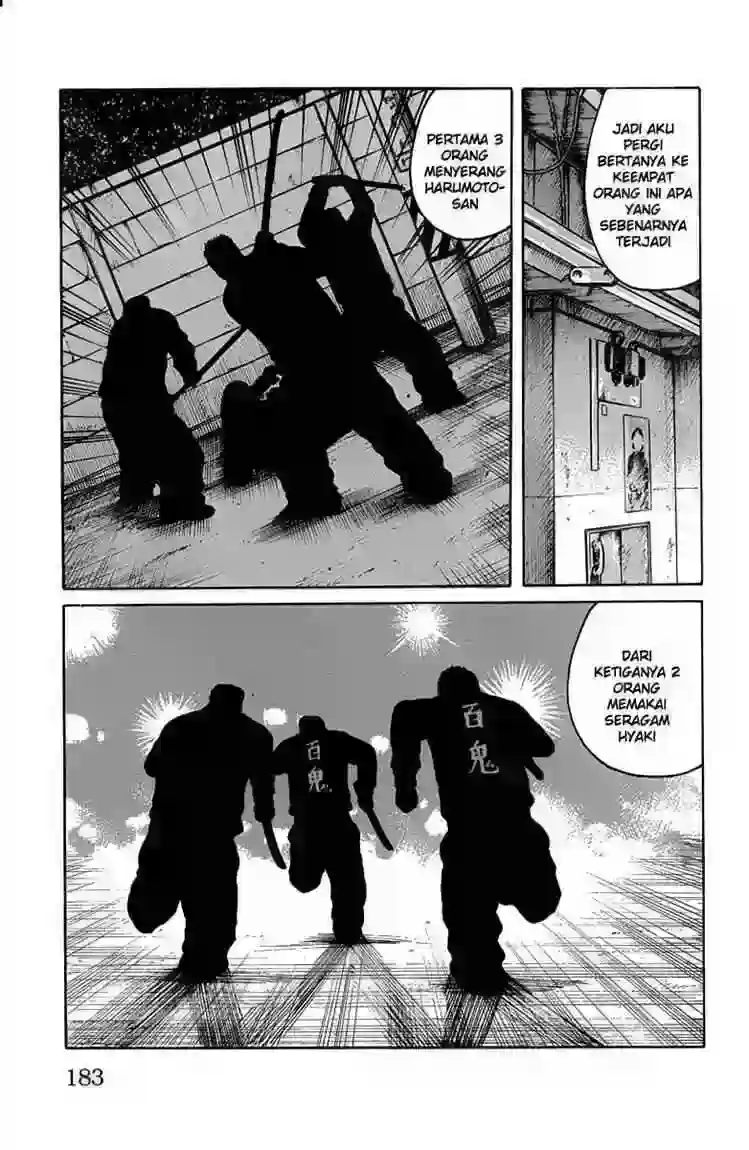 JADI AKU
PERGI
BERTANYA KE
KEEMPAT
ORANG INI APA
YANG
SEBENARNYA
TERJADI
PERTAMA 3
ORANG
MENYERANG
HARUMOTO-
SAN
DARI
KETIGANYA 2
ORANG
MEMAKAI
SERAGAM
HYAKI
百鬼
百鬼
183